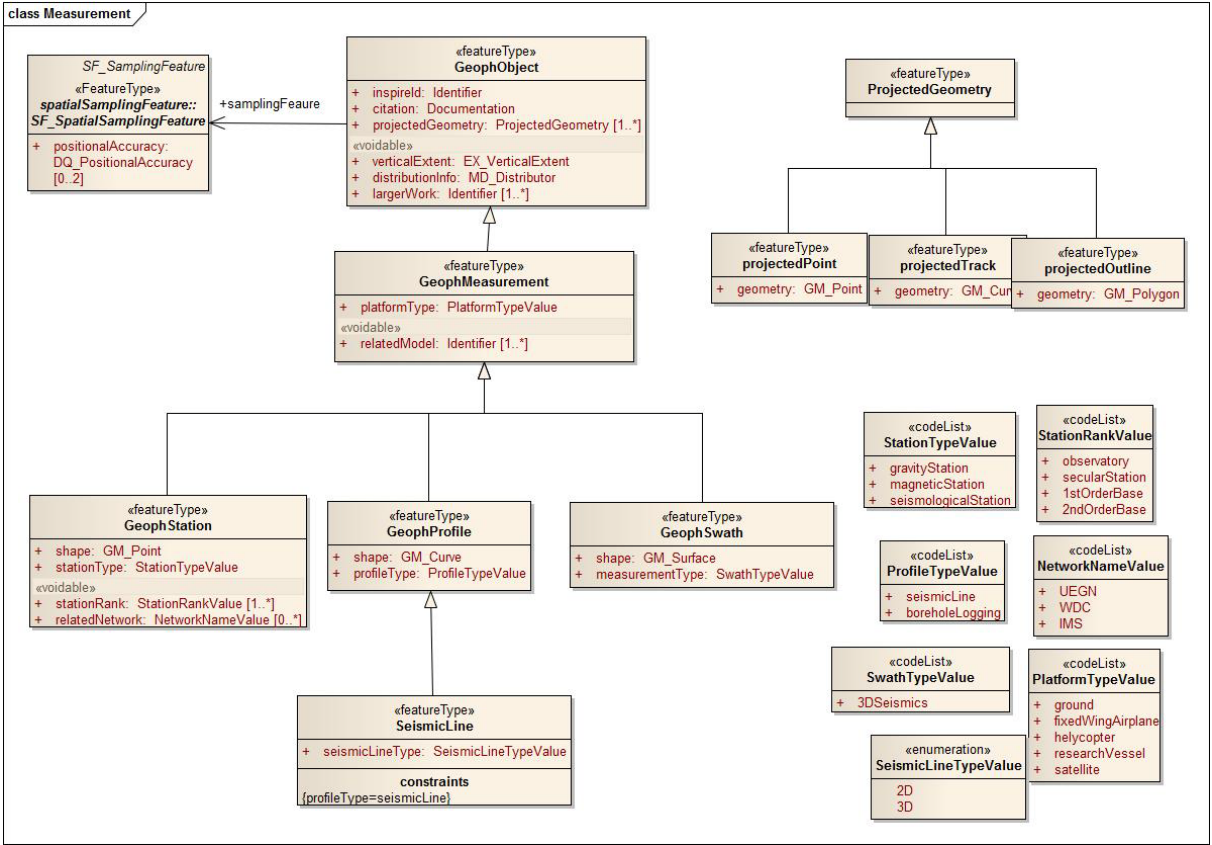 class Measurement
SF_SamplingFeature
«FeatureType»
spatialSamplingFeature::
SF_SpatialSamplingFeature
+ positionalAccuracy:
DQ_PositionalAccuracy
[0..2]
+samplingFeaure
«featureType»
GeophObject
+ inspireId: Identifier
+ citation: Documentation
+ projectedGeometry: ProjectedGeometry [1..*]
«voidable»
+ verticalExtent: EX_VerticalExtent
+ distributionInfo: MD_Distributor
+ largerWork: Identifier [1..*]
«featureType»
ProjectedGeometry
«featureType»
projectedPoint
+ geometry: GM_Point
«featureType»
projectedTrack
+ geometry: GM_Cur
«featureType»
projectedOutline
+ geometry: GM_Polygon
«featureType»
GeophMeasurement
+ platformType: PlatformTypeValue
«voidable»
+ relatedModel: Identifier [1..*]
«featureType»
GeophStation
+ shape: GM_Point
+ stationType: StationTypeValue
«voidable»
+ stationRank: StationRankValue [1..*]
+ relatedNetwork: NetworkNameValue [0..*]
«featureType»
GeophProfile
+ shape: GM_Curve
+ profileType: ProfileTypeValue
«featureType»
GeophSwath
+ shape: GM_Surface
+ measurementType: SwathTypeValue
«featureType»
SeismicLine
+ seismicLineType: SeismicLineTypeValue
constraints
{profileType=seismicLine}
«codeList»
StationTypeValue
+ gravityStation
+ magneticStation
+ seismologicalStation
«codeList»
StationRankValue
+ observatory
+ secularStation
+ 1stOrderBase
+ 2ndOrderBase
«codeList»
ProfileTypeValue
+ seismicLine
+ boreholeLogging
«codeList»
NetworkNameValue
+ UEGN
+ WDC
+ IMS
«codeList»
SwathTypeValue
+ 3DSeismics
«codeList»
PlatformTypeValue
+ ground
+ fixedWingAirplane
+ helycopter
+ researchVessel
+ satellite
«enumeration»
SeismicLineTypeValue
2D
3D